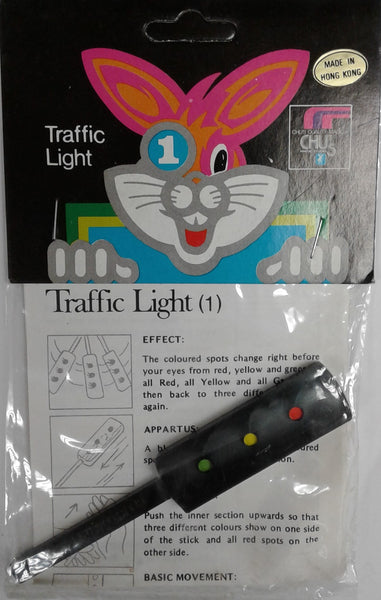 MADE IN
HONG KONG
Traffic
Light
1
CHU'S
Traffic Light (1)
EFFECT:
The coloured spots change right before
your eyes from red, yellow and green
all Red, all Yellow and all
then back to three
again.
APPARTUS:
A
Push the inner section upwards so that
three different colours show on one side
of the stick and all red spots on the
other side.
BASIC MOVEMENT: